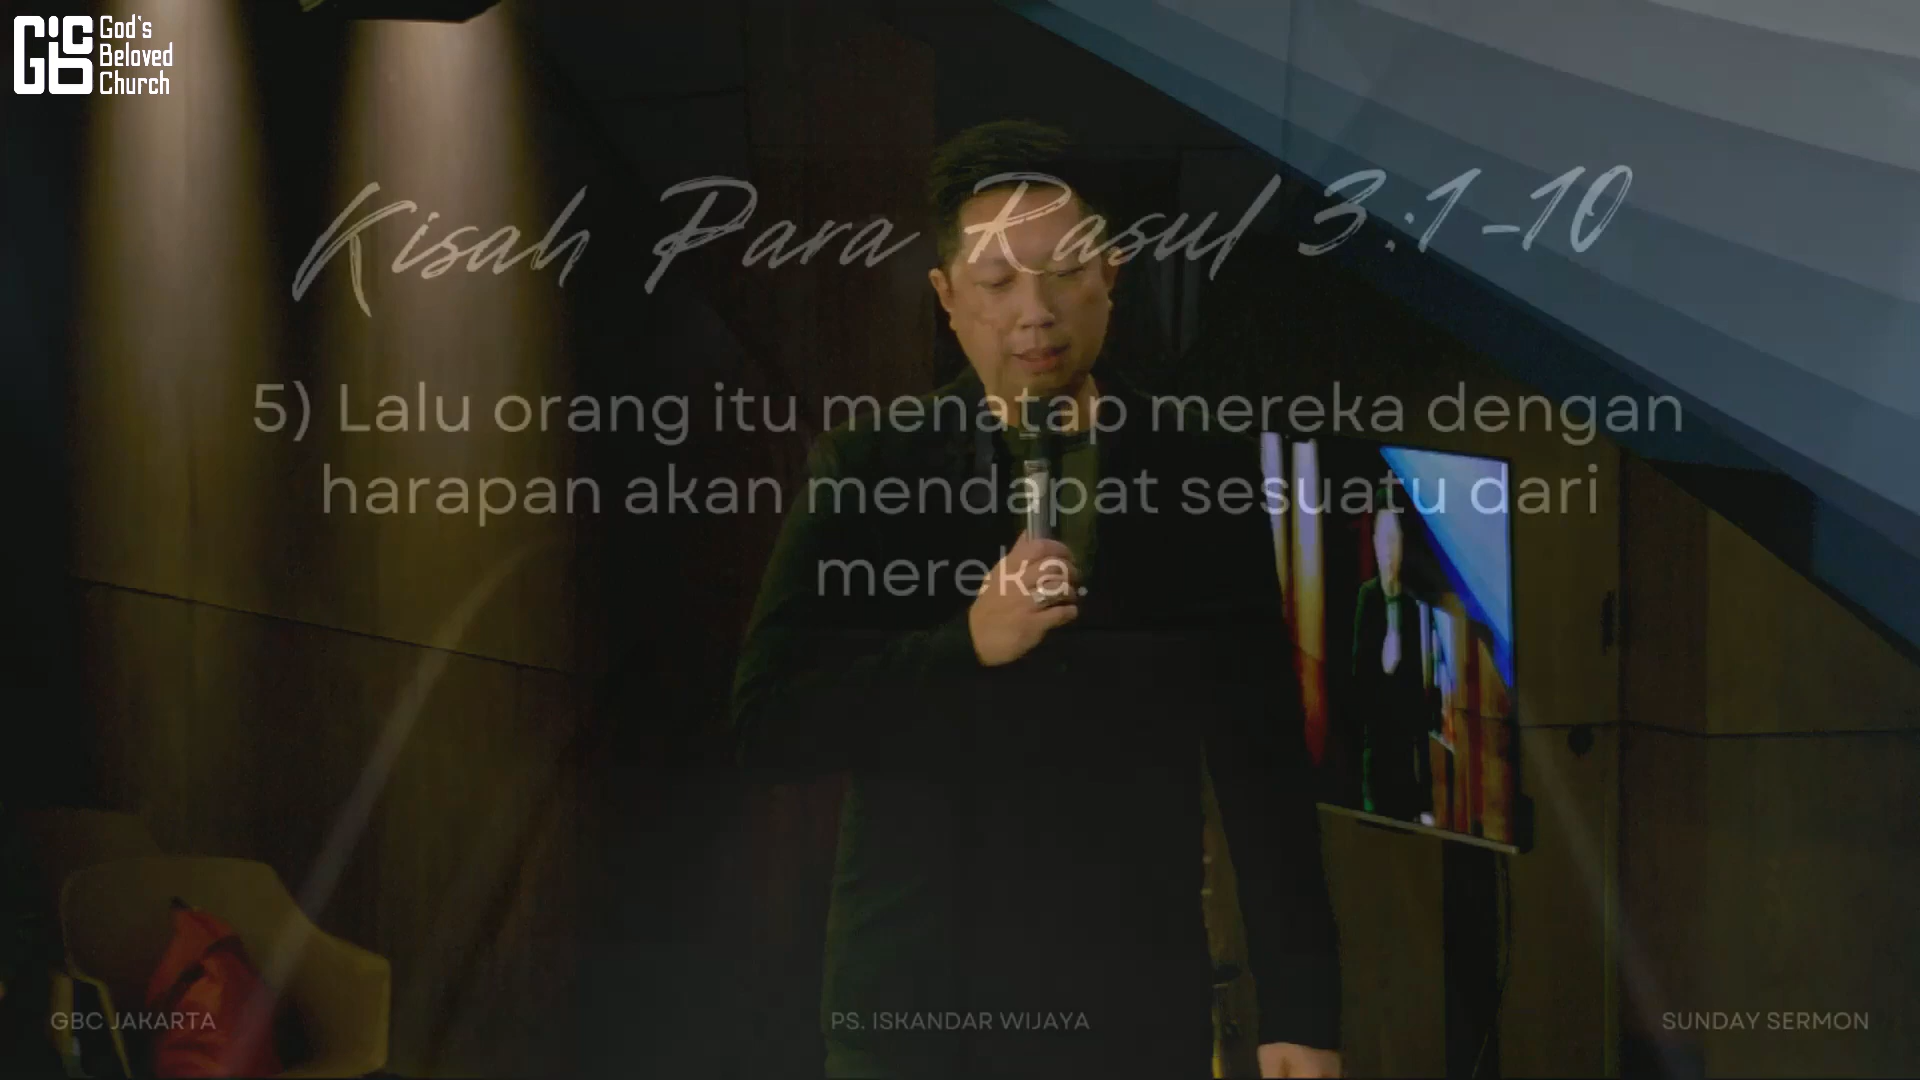 GBC
God's
Beloved
Church
Kisah Para Rasul 3:1-10
5) Lalu orang itu menatap mereka dengan
harapan akan mendapat sesuatu dari
mereka.
GBC JAKARTA
PS. ISKANDAR WIJAYA
SUNDAY SERMON